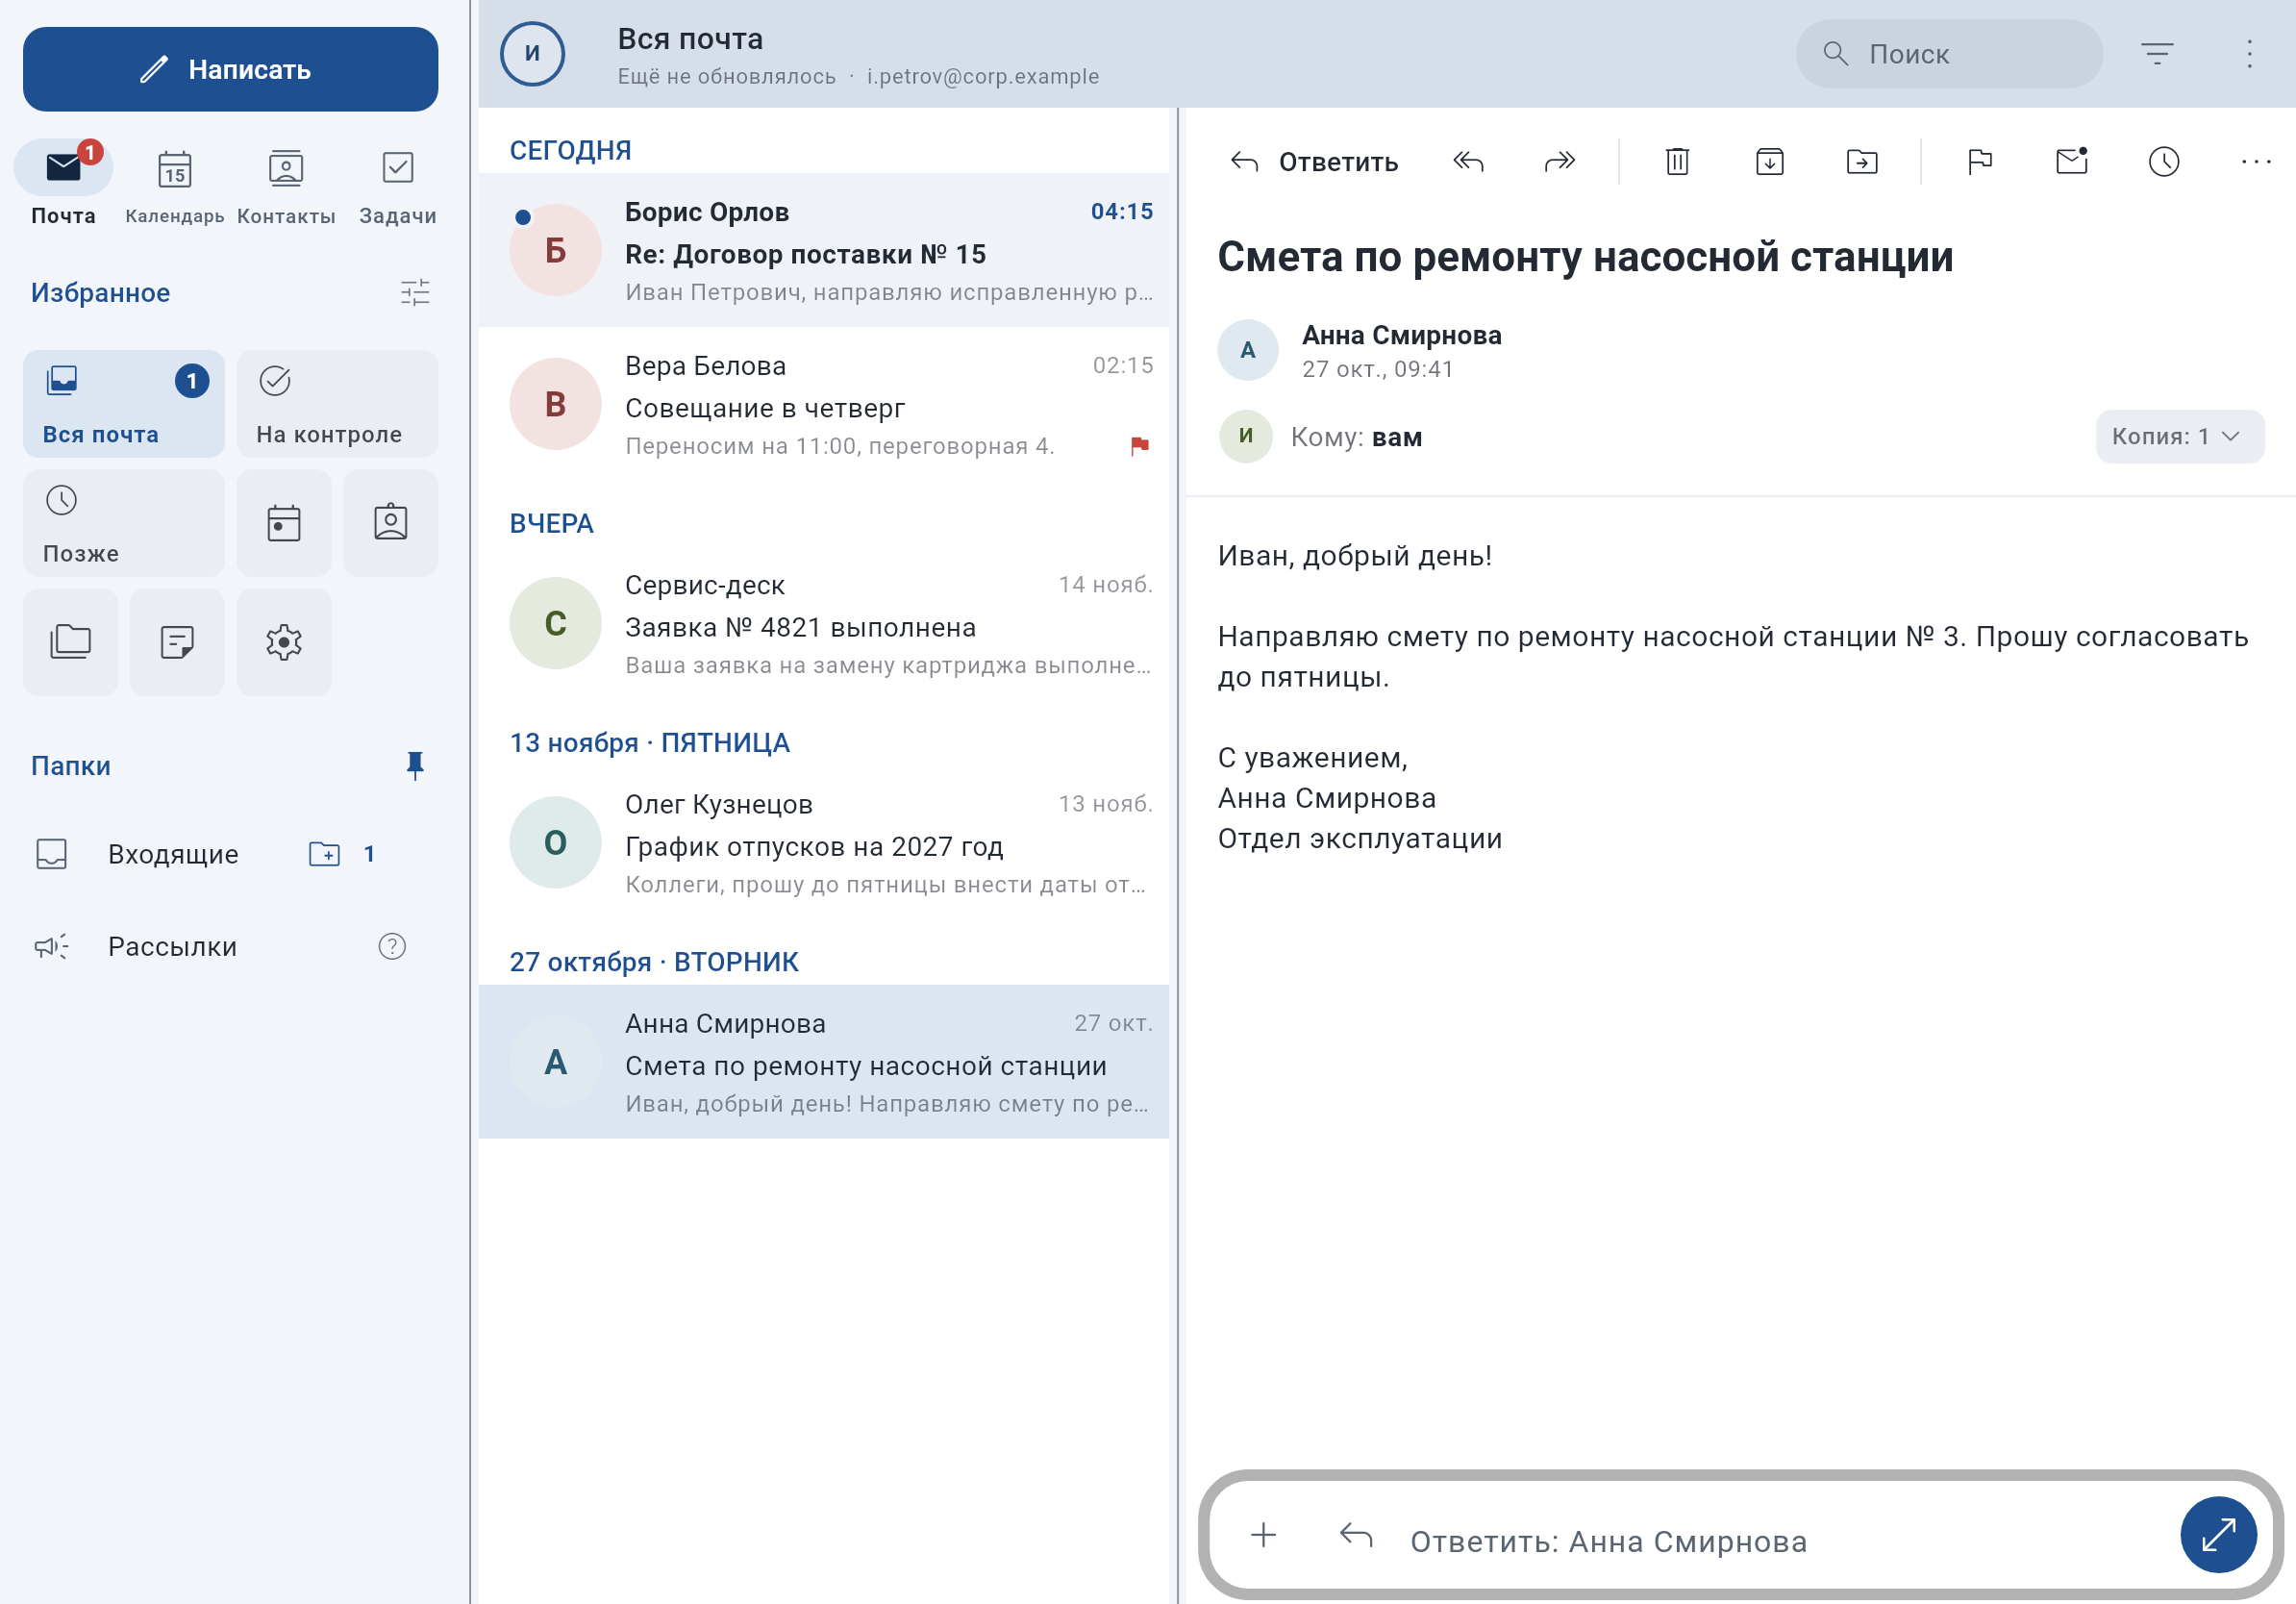 Написать
1
15
Почта
Календарь
Контакты
Задачи
Избранное
1
Вся почта
На контроле
Позже
Папки
Входящие
1
Рассылки
?
И
Вся почта
Ещё не обновлялось · i.petrov@corp.example
Поиск
СЕГОДНЯ
Б
Борис Орлов
04:15
Re: Договор поставки № 15
Иван Петрович, направляю исправленную р…
В
Вера Белова
02:15
Совещание в четверг
Переносим на 11:00, переговорная 4.
ВЧЕРА
С
Сервис-деск
14 нояб.
Заявка № 4821 выполнена
Ваша заявка на замену картриджа выполне…
13 ноября · ПЯТНИЦА
О
Олег Кузнецов
13 нояб.
График отпусков на 2027 год
Коллеги, прошу до пятницы внести даты от…
27 октября · ВТОРНИК
А
Анна Смирнова
27 окт.
Смета по ремонту насосной станции
Иван, добрый день! Направляю смету по ре…
Ответить
Смета по ремонту насосной станции
А
Анна Смирнова
27 окт., 09:41
И
Кому: вам
Копия: 1
Иван, добрый день!
Направляю смету по ремонту насосной станции № 3. Прошу согласовать
до пятницы.
С уважением,
Анна Смирнова
Отдел эксплуатации
Ответить: Анна Смирнова